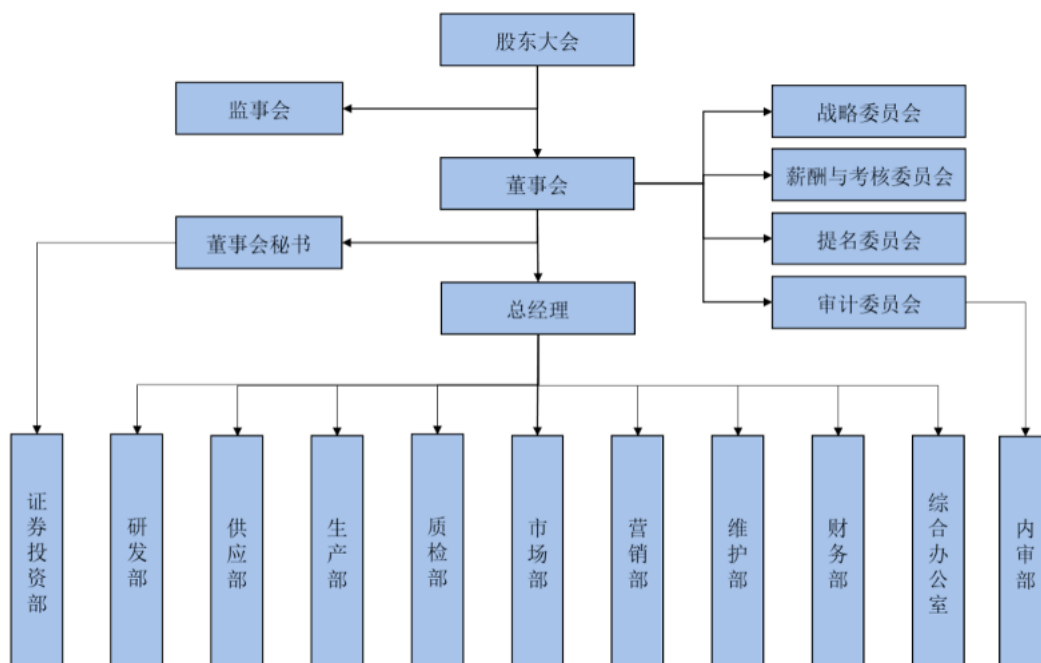 股东大会
监事会
战略委员会
董事会
薪酬与考核委员会
董事会秘书
提名委员会
总经理
审计委员会
证券投资部
研发部
供应部
生产部
质检部
市场部
营销部
维护部
财务部
综合办公室
内审部